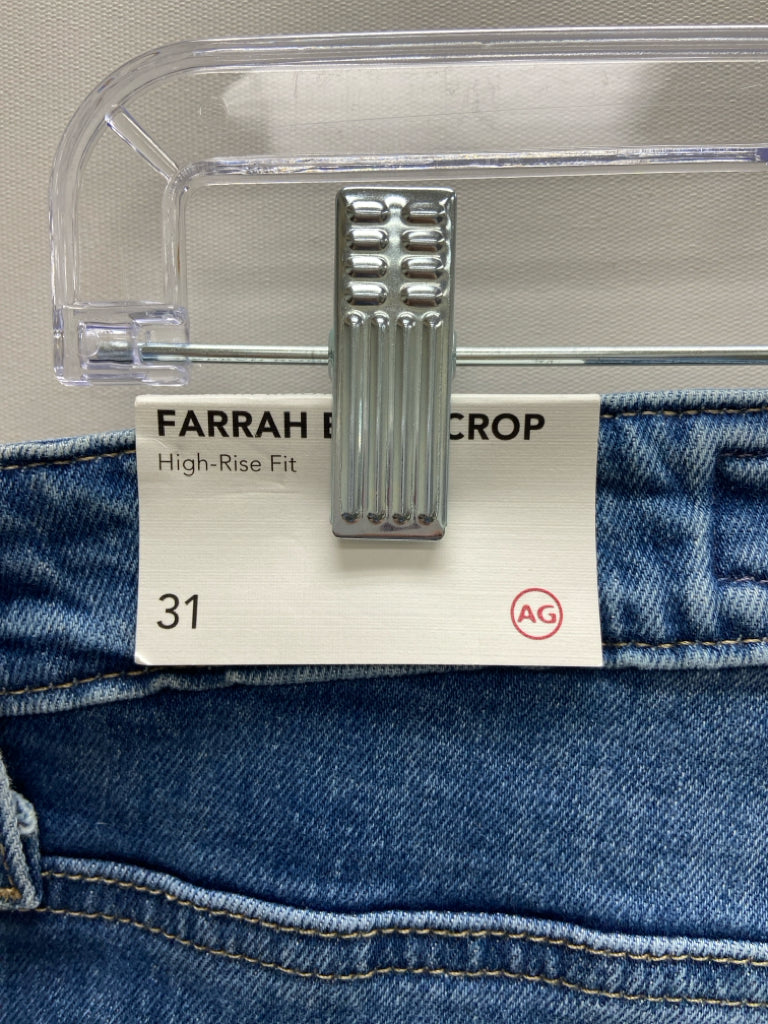 FARRAH CROP
High-Rise Fit
31
AG